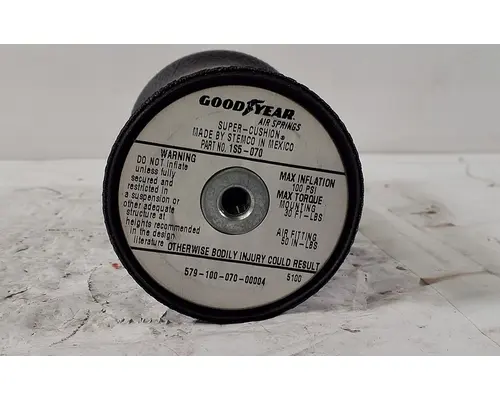 GOODYEAR
AIR SPRINGS
SUPER-CUSHION®
MADE BY STEMCO IN MEXICO
PART NO. 1S5-070
WARNING
DO NOT inflate
unless fully
secured and
restricted in
a suspension or
other adequate
structure at
heights recommended
in the design
literature OTHERWISE BODILY INJURY COULD RESULT
MAX INFLATION
100 PSI
MAX TORQUE
MOUNTING
30 FT-LBS
AIR FITTING
50 IN-LBS
579-100-070-00004
5100